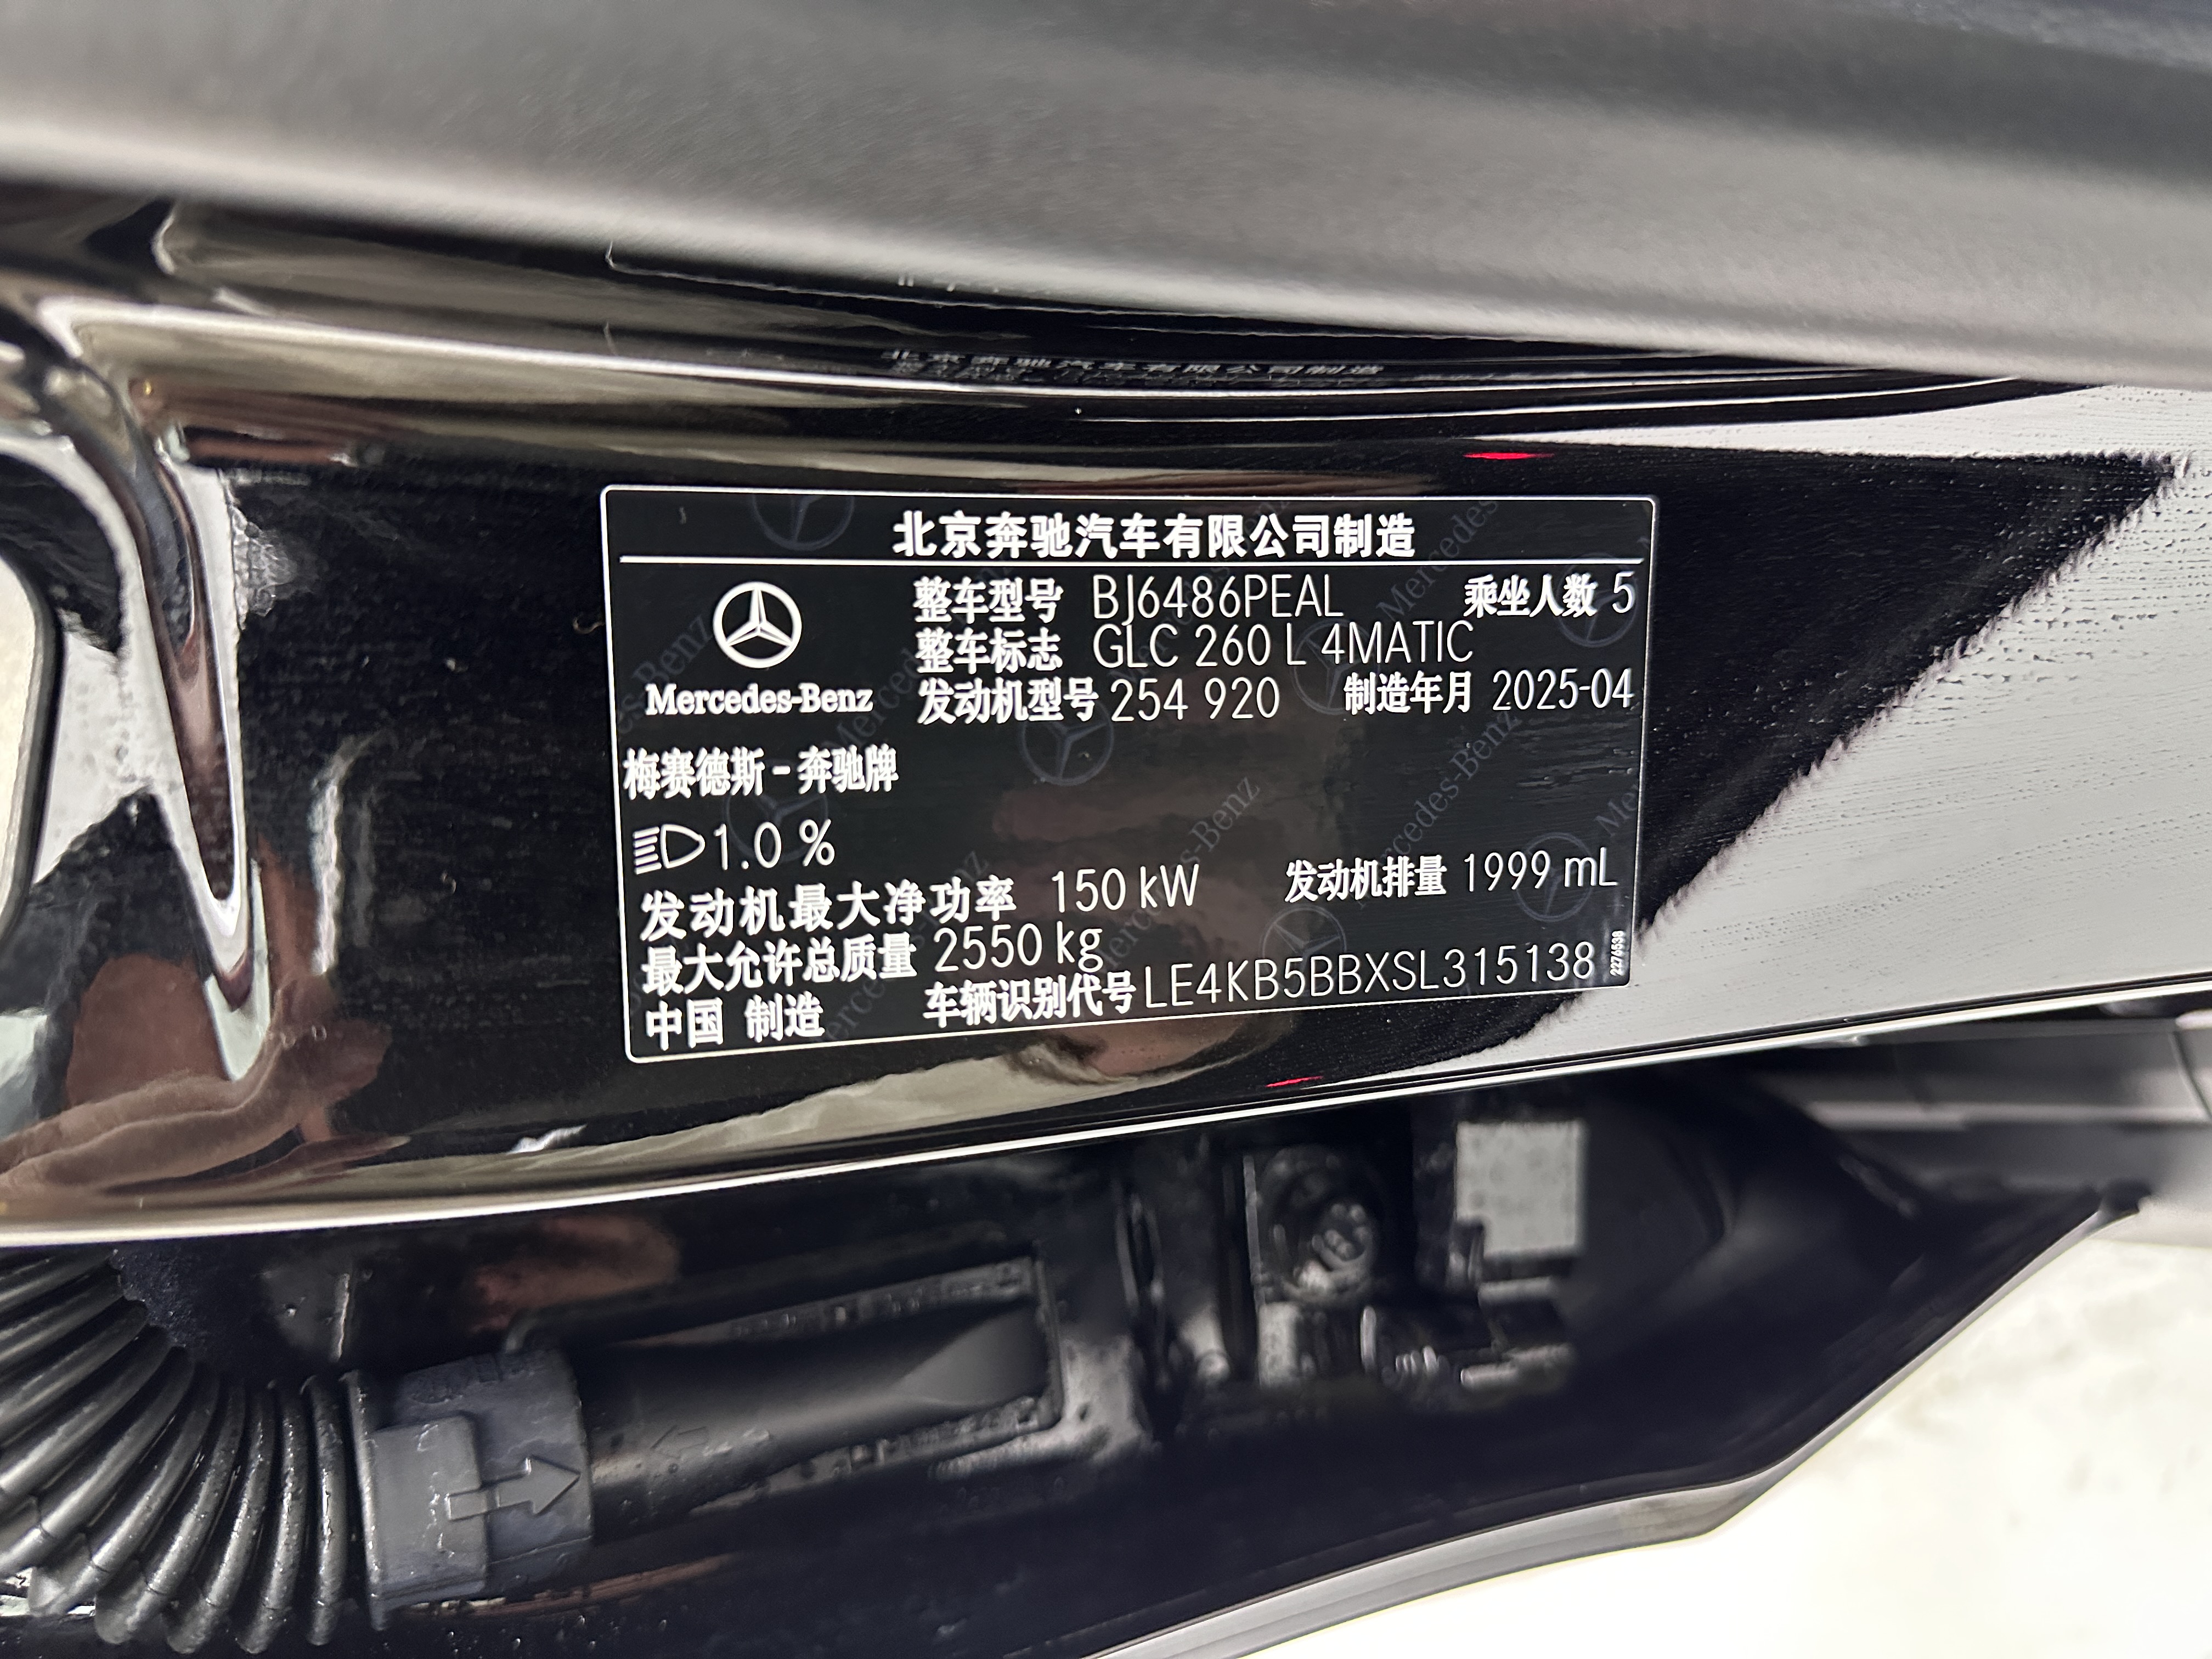 北京奔驰汽车有限公司制造
整车型号 BJ6486PEAL 乘坐人数 5
整车标志 GLC 260 L 4MATIC
Mercedes-Benz 发动机型号 254 920 制造年月 2025-04
梅赛德斯-奔驰牌
1.0 %
发动机最大净功率 150 kW 发动机排量 1999 mL
最大允许总质量 2550 kg
中国 制造 车辆识别代号 LE4KB5BBXSL315138
2276538